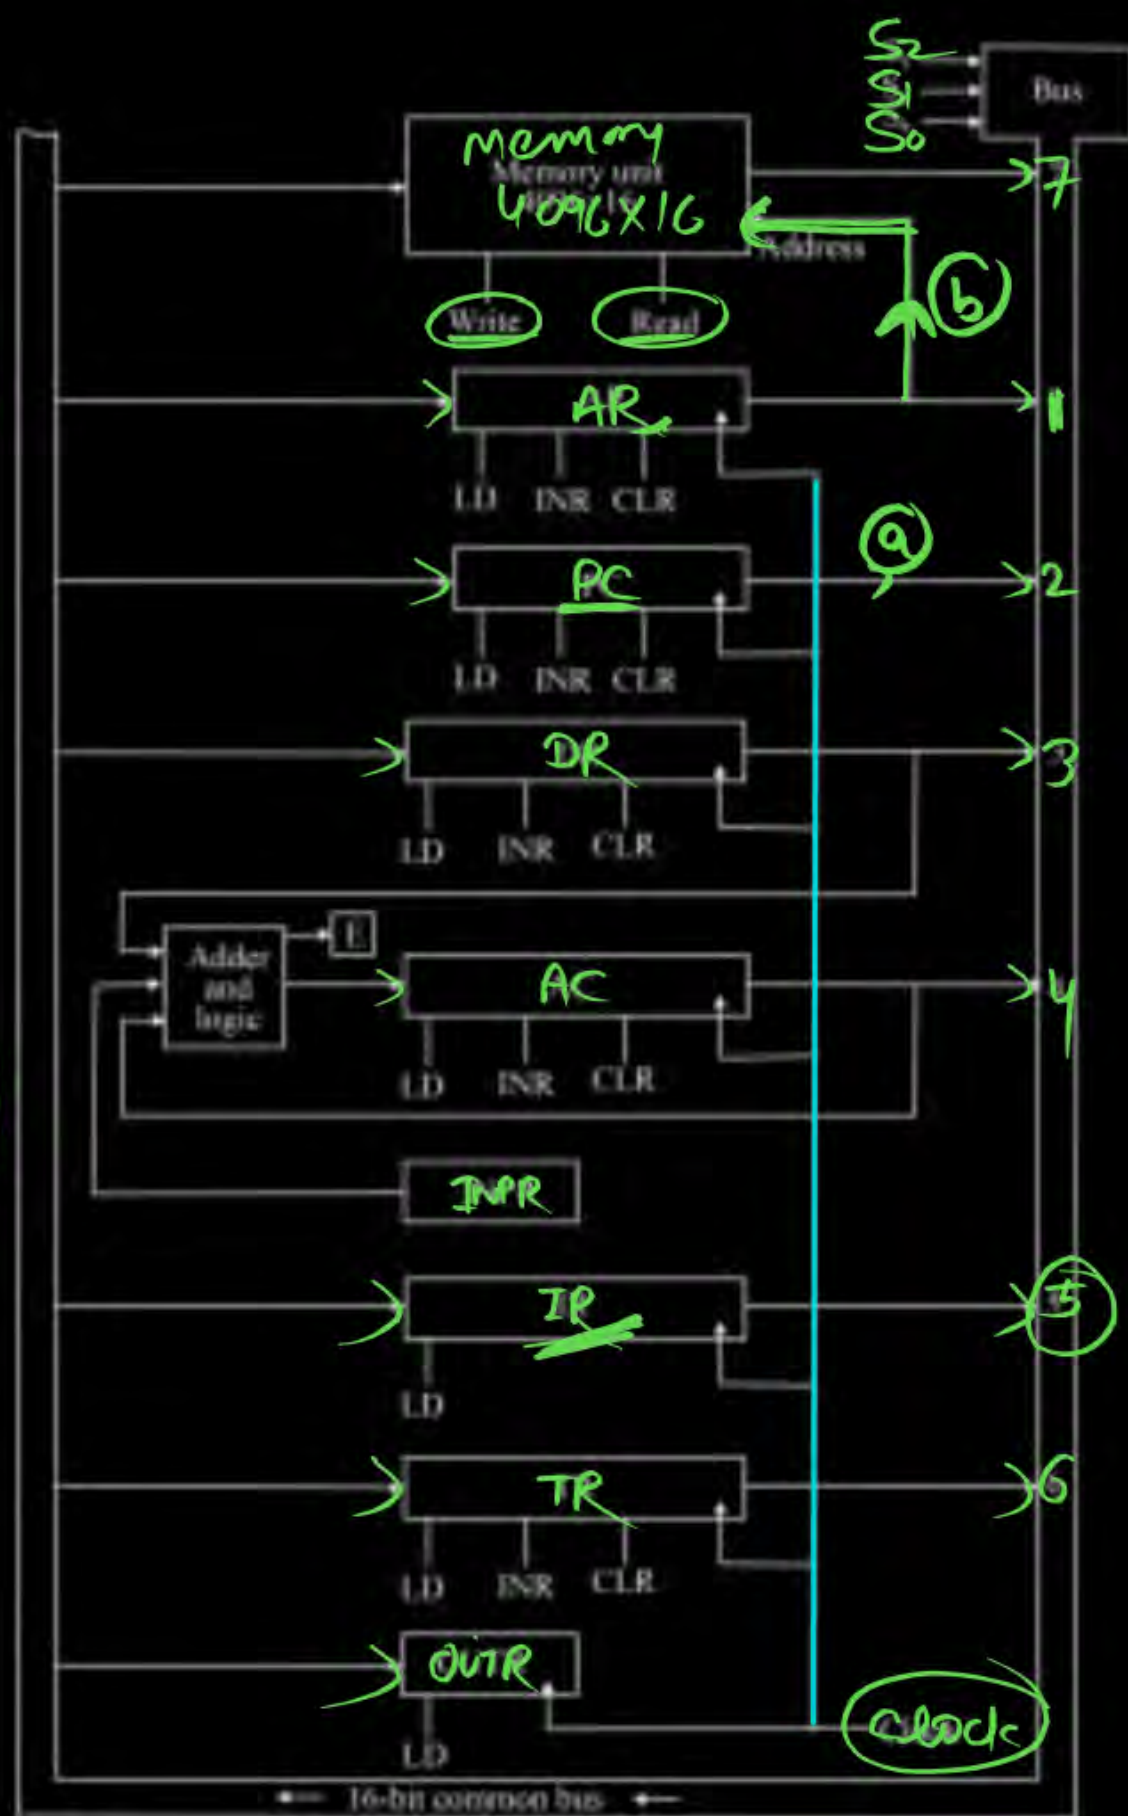 S2
S1
S0
Bus
memory
Memory unit
4096X16
7
Address
b
Write Read
AR
1
LD INR CLR
a
PC
2
LD INR CLR
DR
3
LD INR CLR
E
Adder
and
logic
AC
4
LD INR CLR
INPR
IR
5
LD
TR
6
LD INR CLR
OUTR
Clock
LD
16-bit common bus